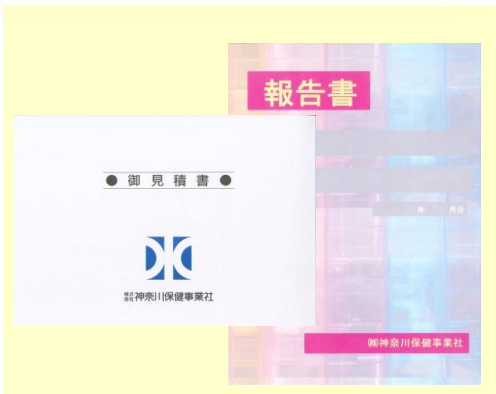 報告書
年 月分
㈱神奈川保健事業社
● 御見積書 ●
株式会社神奈川保健事業社